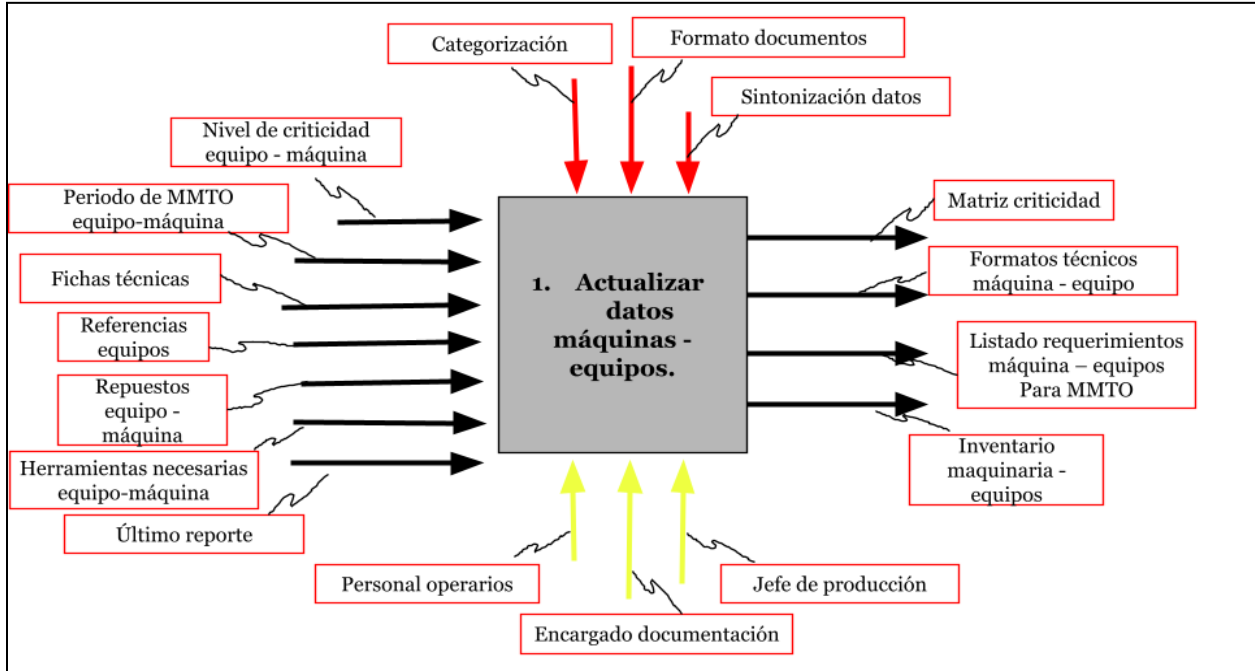 Categorización
Formato documentos
Sintonización datos
Nivel de criticidad
equipo - máquina
Periodo de MMTO
equipo-máquina
Fichas técnicas
Referencias
equipos
Repuestos
equipo -
máquina
Herramientas necesarias
equipo-máquina
Último reporte
1. Actualizar
datos
máquinas -
equipos.
Matriz criticidad
Formatos técnicos
máquina - equipo
Listado requerimientos
máquina – equipos
Para MMTO
Inventario
maquinaria -
equipos
Personal operarios
Encargado documentación
Jefe de producción